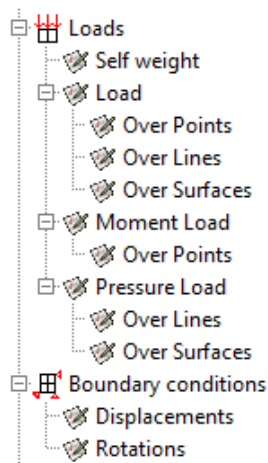 Loads
Self weight
Load
Over Points
Over Lines
Over Surfaces
Moment Load
Over Points
Pressure Load
Over Lines
Over Surfaces
Boundary conditions
Displacements
Rotations